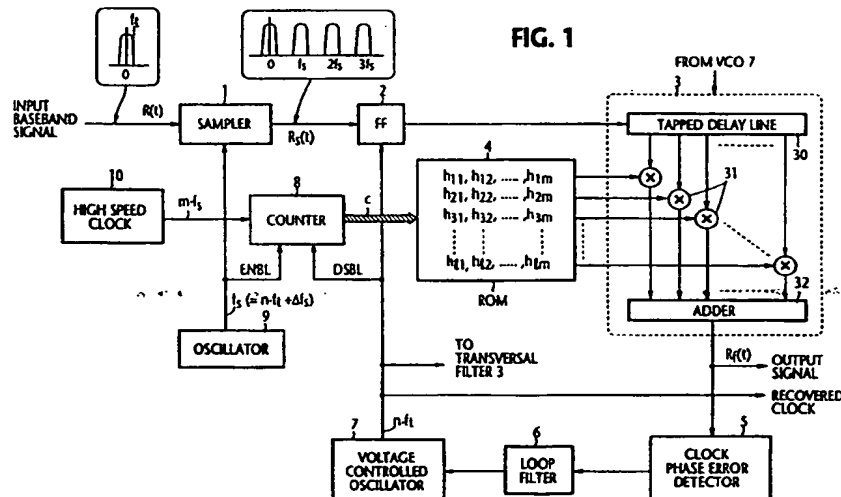 FIG. 1
fₜ
0
0 fₛ 2fₛ 3fₛ
FROM VCO 7
INPUT
BASEBAND
SIGNAL
R(t)
1
SAMPLER
Rₛ(t)
2
FF
3
TAPPED DELAY LINE
30
10
HIGH SPEED
CLOCK
m·fₛ
8
COUNTER
c
4
h₁₁, h₁₂, ....., h₁ₘ
h₂₁, h₂₂, ....., h₂ₘ
h₃₁, h₃₂, ....., h₃ₘ
hₗ₁, hₗ₂, ....., hₗₘ
ROM
31
ENBL
DSBL
32
ADDER
fₛ (= n·fₜ + Δfₛ)
9
OSCILLATOR
TO
TRANSVERSAL
FILTER 3
R_f(t)
OUTPUT
SIGNAL
RECOVERED
CLOCK
7
n·fₜ
VOLTAGE
CONTROLLED
OSCILLATOR
6
LOOP
FILTER
5
CLOCK
PHASE ERROR
DETECTOR